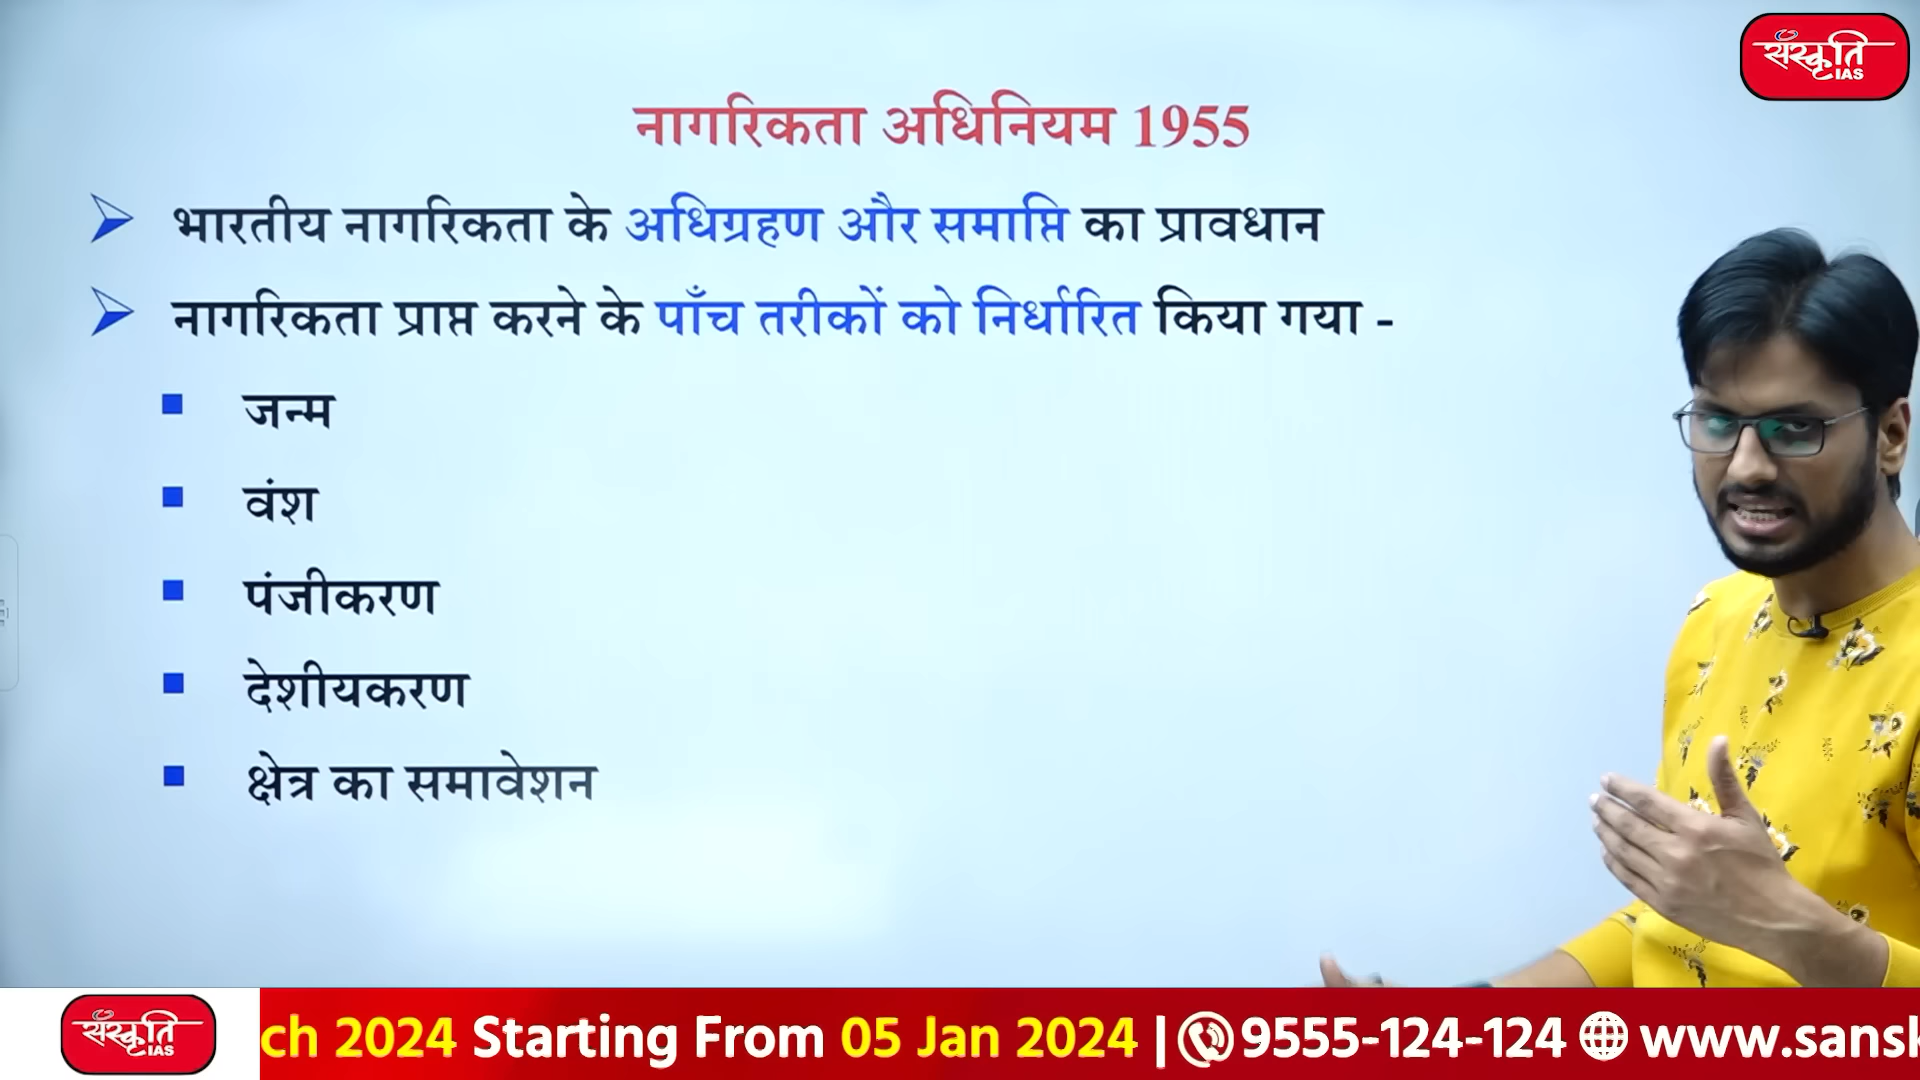 संस्कृति
IAS
नागरिकता अधिनियम 1955
भारतीय नागरिकता के अधिग्रहण और समाप्ति का प्रावधान
नागरिकता प्राप्त करने के पाँच तरीकों को निर्धारित किया गया -
जन्म
वंश
पंजीकरण
देशीयकरण
क्षेत्र का समावेशन
संस्कृति
IAS
ch 2024 Starting From 05 Jan 2024 | 9555-124-124 www.sansk